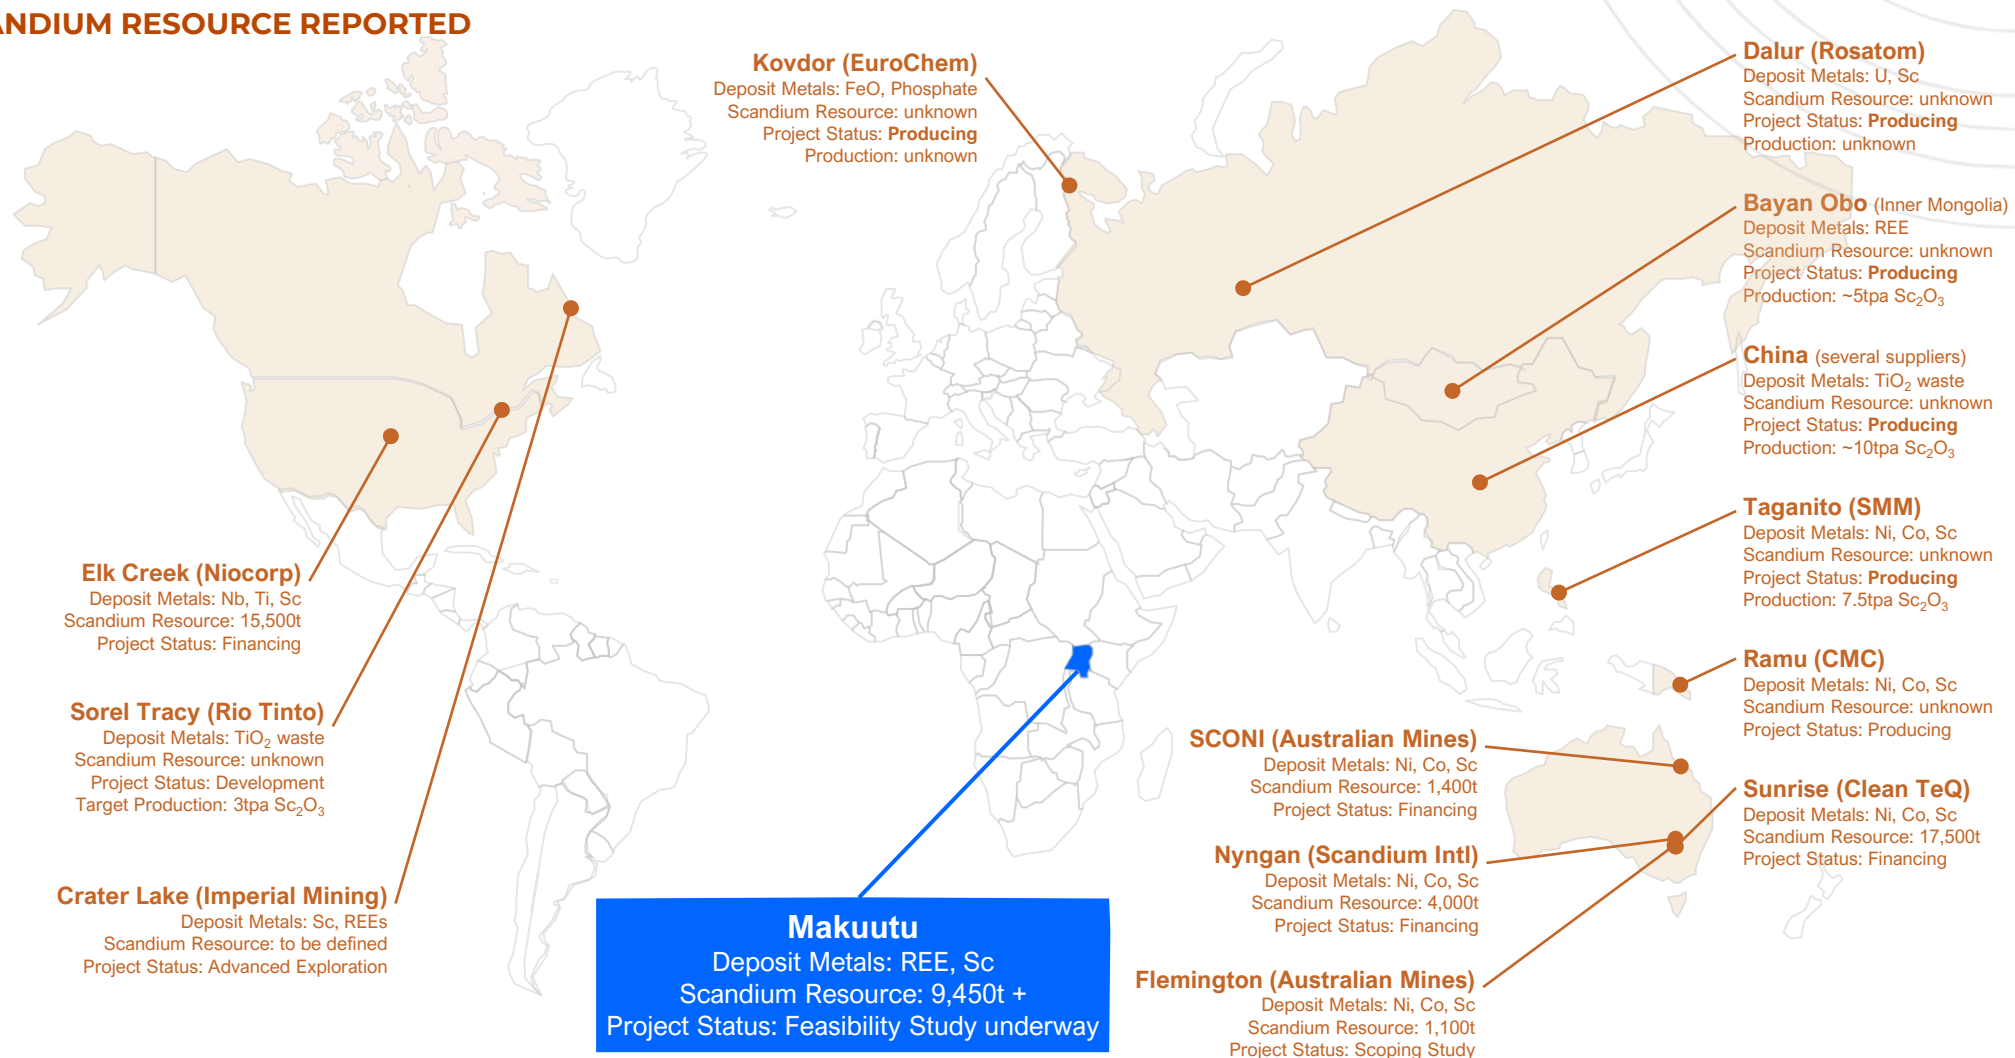 ANDIUM RESOURCE REPORTED
Kovdor (EuroChem)
Deposit Metals: FeO, Phosphate
Scandium Resource: unknown
Project Status: Producing
Production: unknown
Dalur (Rosatom)
Deposit Metals: U, Sc
Scandium Resource: unknown
Project Status: Producing
Production: unknown
Bayan Obo (Inner Mongolia)
Deposit Metals: REE
Scandium Resource: unknown
Project Status: Producing
Production: ~5tpa Sc₂O₃
China (several suppliers)
Deposit Metals: TiO₂ waste
Scandium Resource: unknown
Project Status: Producing
Production: ~10tpa Sc₂O₃
Taganito (SMM)
Deposit Metals: Ni, Co, Sc
Scandium Resource: unknown
Project Status: Producing
Production: 7.5tpa Sc₂O₃
Ramu (CMC)
Deposit Metals: Ni, Co, Sc
Scandium Resource: unknown
Project Status: Producing
Sunrise (Clean TeQ)
Deposit Metals: Ni, Co, Sc
Scandium Resource: 17,500t
Project Status: Financing
Elk Creek (Niocorp)
Deposit Metals: Nb, Ti, Sc
Scandium Resource: 15,500t
Project Status: Financing
Sorel Tracy (Rio Tinto)
Deposit Metals: TiO₂ waste
Scandium Resource: unknown
Project Status: Development
Target Production: 3tpa Sc₂O₃
Crater Lake (Imperial Mining)
Deposit Metals: Sc, REEs
Scandium Resource: to be defined
Project Status: Advanced Exploration
Makuutu
Deposit Metals: REE, Sc
Scandium Resource: 9,450t +
Project Status: Feasibility Study underway
SCONI (Australian Mines)
Deposit Metals: Ni, Co, Sc
Scandium Resource: 1,400t
Project Status: Financing
Nyngan (Scandium Intl)
Deposit Metals: Ni, Co, Sc
Scandium Resource: 4,000t
Project Status: Financing
Flemington (Australian Mines)
Deposit Metals: Ni, Co, Sc
Scandium Resource: 1,100t
Project Status: Scoping Study